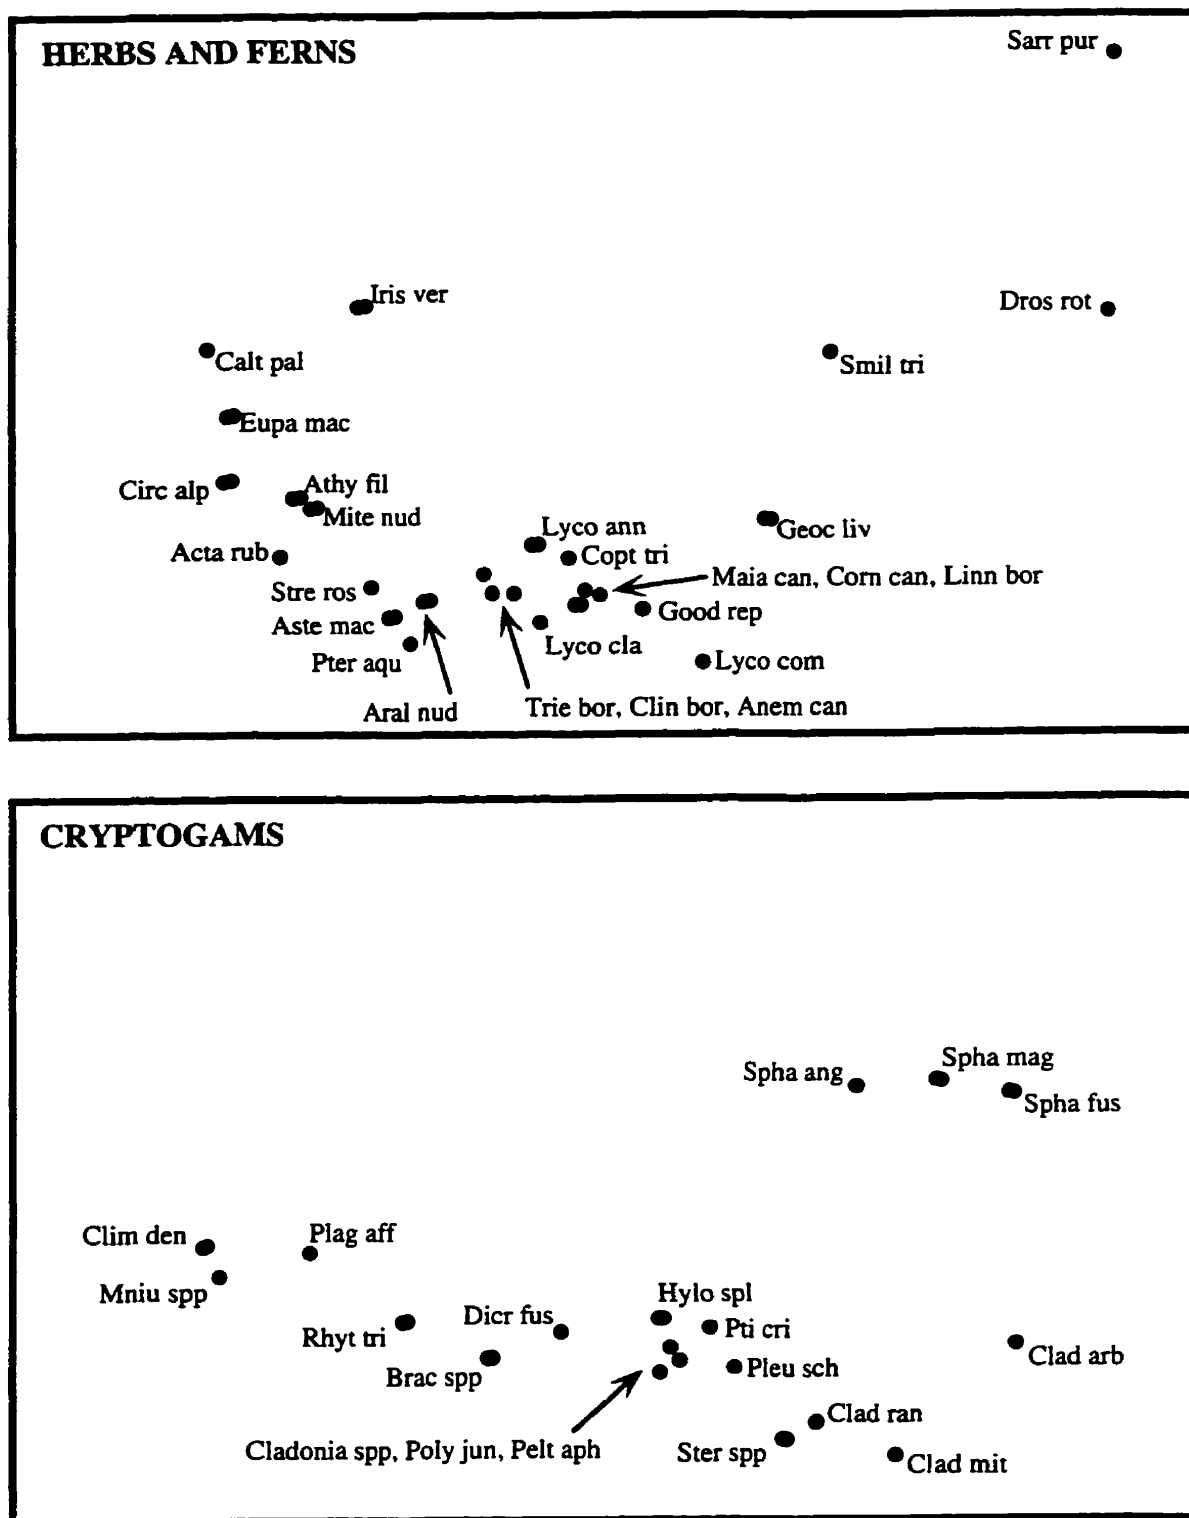 HERBS AND FERNS
Sarr pur
Iris ver
Dros rot
Calt pal
Smil tri
Eupa mac
Circ alp
Athy fil
Mite nud
Lyco ann
Geoc liv
Acta rub
Copt tri
Maia can, Corn can, Linn bor
Stre ros
Good rep
Aste mac
Lyco cla
Pter aqu
Lyco com
Aral nud
Trie bor, Clin bor, Anem can
CRYPTOGAMS
Spha ang
Spha mag
Spha fus
Clim den
Plag aff
Mniu spp
Hylo spl
Dicr fus
Rhyt tri
Pti cri
Clad arb
Brac spp
Pleu sch
Clad ran
Cladonia spp, Poly jun, Pelt aph
Ster spp
Clad mit